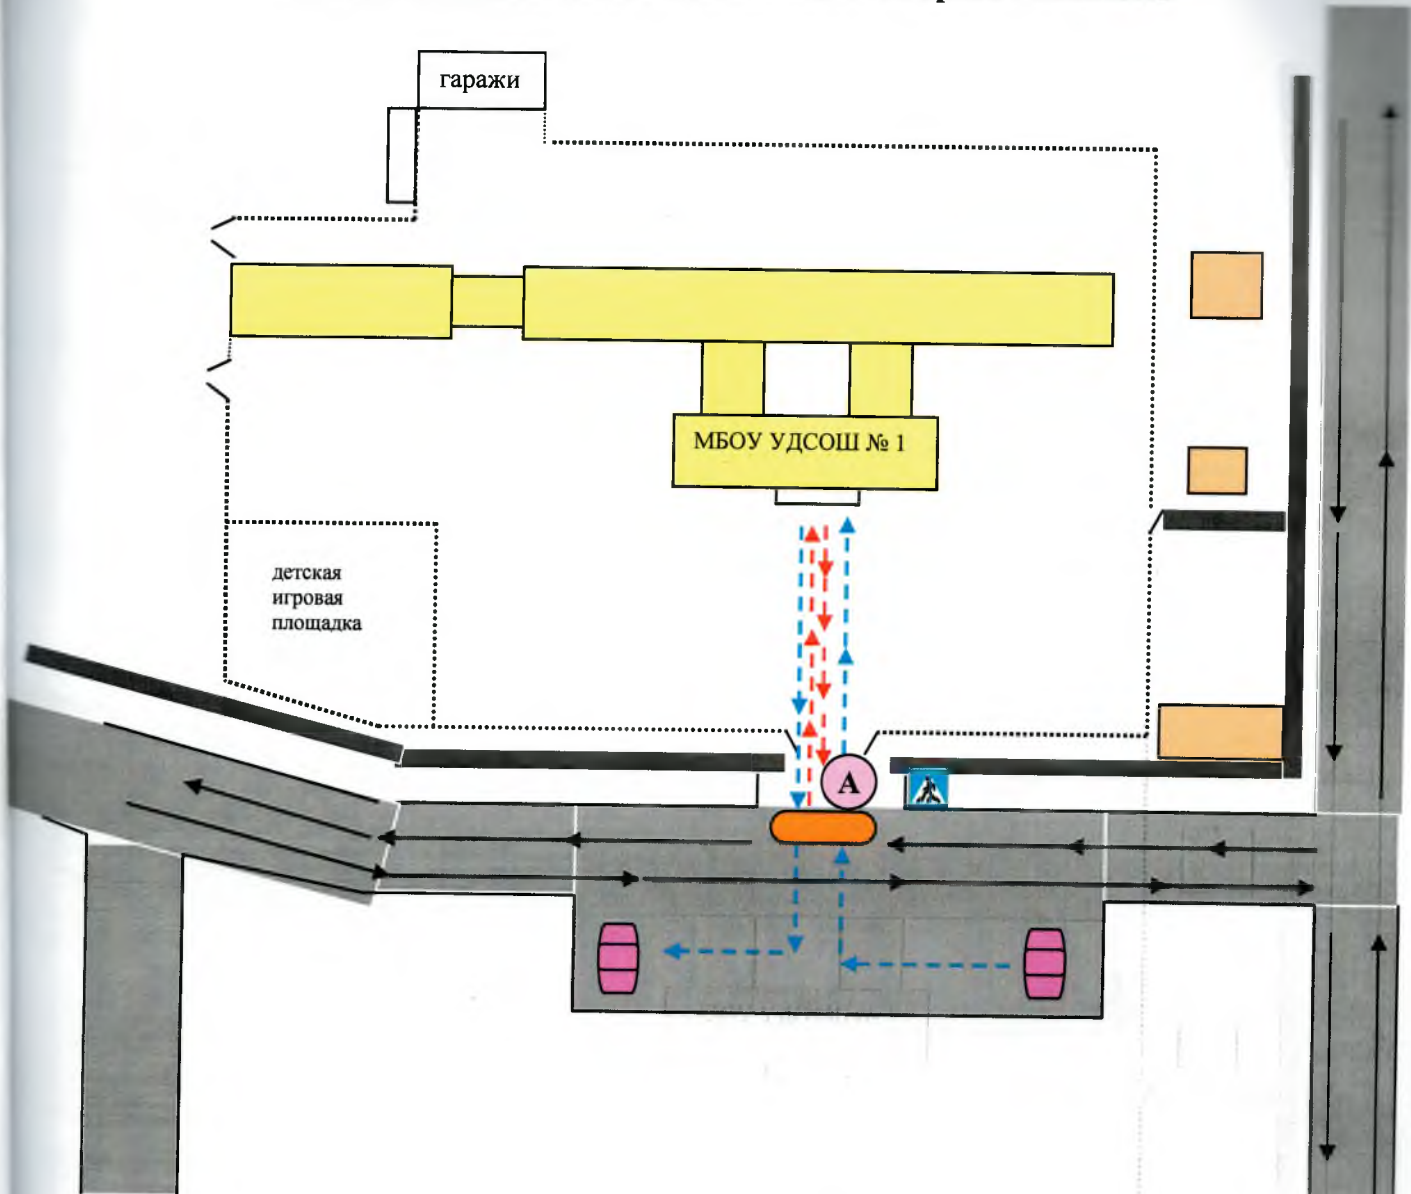 гаражи
МБОУ УДСОШ № 1
детская
игровая
площадка
А